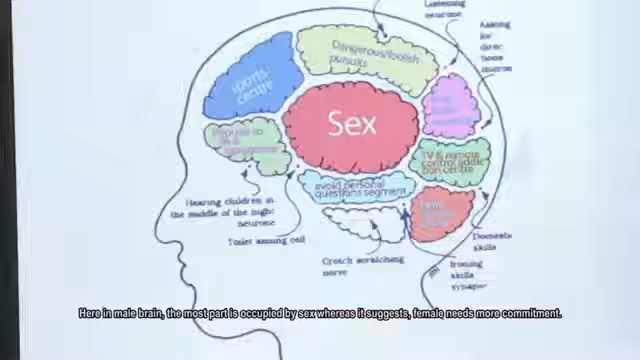 Listening
neurone
Asking
for
Dangerous/foolish
pursuits
sports
centre
Sex
TV & remote
control addic
tion centre
avoid personal
questions segment
Hearing children in
the middle of the night
neurone
Toilet aiming cell
Crotch scratching
nerve
Domestic
skills
Ironing
skills
synapse
Here in male brain, the most part is occupied by sex whereas it suggests, female needs more commitment.